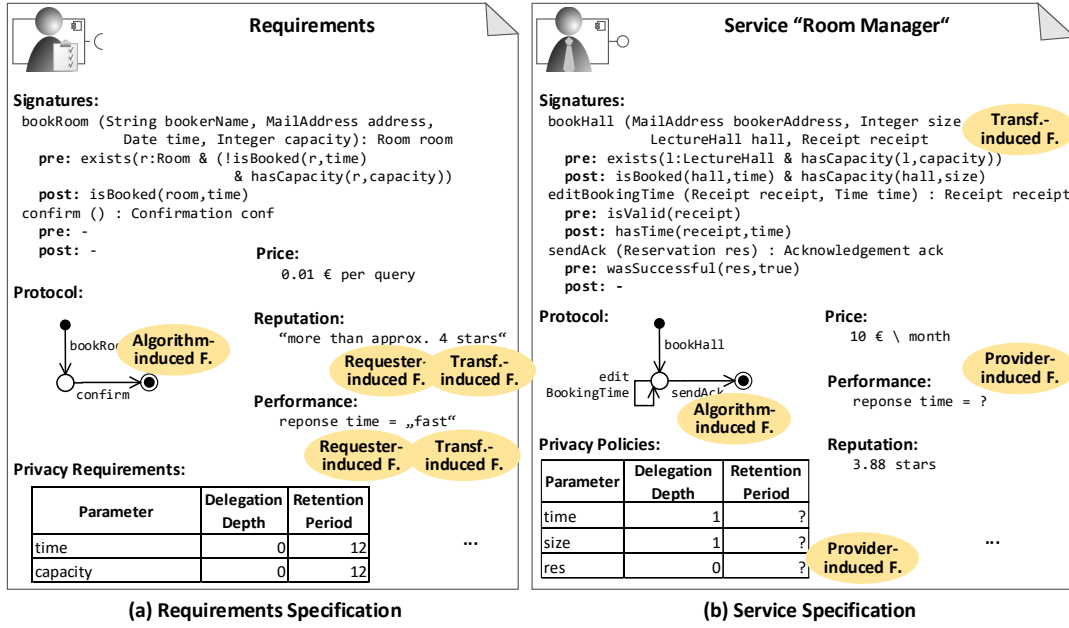 Requirements
Signatures:
bookRoom (String bookerName, MailAddress address,
Date time, Integer capacity): Room room
pre: exists(r:Room & (!isBooked(r,time)
& hasCapacity(r,capacity))
post: isBooked(room,time)
confirm () : Confirmation conf
pre: -
post: -
Price:
0.01 € per query
Protocol:
Algorithm-
induced F.
confirm
Reputation:
“more than approx. 4 stars“
Requester-
induced F.
Transf.-
induced F.
Performance:
reponse time = „fast“
Requester-
induced F.
Transf.-
induced F.
Privacy Requirements:
Parameter Delegation Depth Retention Period
time 0 12
capacity 0 12
...
(a) Requirements Specification
Service “Room Manager“
Signatures:
bookHall (MailAddress bookerAddress, Integer size
LectureHall hall, Receipt receipt
Transf.-
induced F.
pre: exists(l:LectureHall & hasCapacity(l,capacity))
post: isBooked(hall,time) & hasCapacity(hall,size)
editBookingTime (Receipt receipt, Time time) : Receipt receipt
pre: isValid(receipt)
post: hasTime(receipt,time)
sendAck (Reservation res) : Acknowledgement ack
pre: wasSuccessful(res,true)
post: -
Protocol:
bookHall
edit
BookingTime
sendAck
Algorithm-
induced F.
Price:
10 € \ month
Provider-
induced F.
Performance:
reponse time = ?
Reputation:
3.88 stars
Privacy Policies:
Parameter Delegation Depth Retention Period
time 1 ?
size 1 ?
res 0 ?
Provider-
induced F.
...
(b) Service Specification